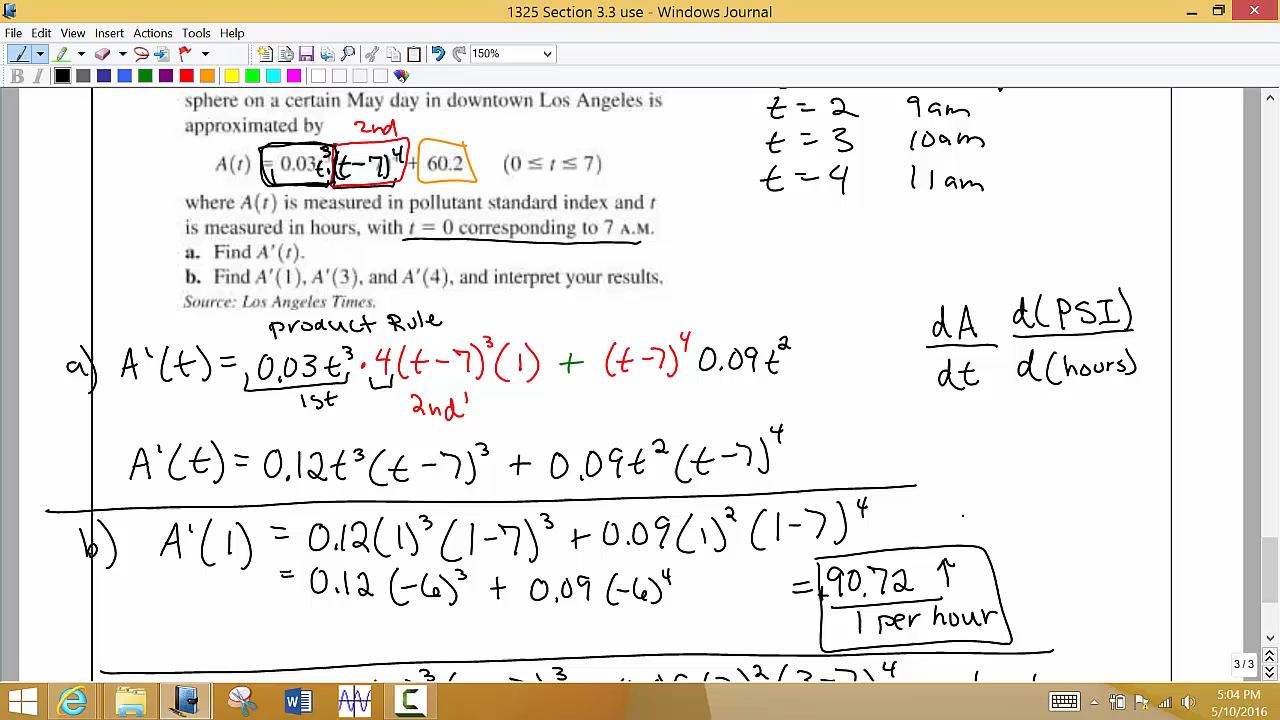 1325 Section 3.3 use - Windows Journal
File Edit View Insert Actions Tools Help
150%
B I
sphere on a certain May day in downtown Los Angeles is
approximated by
2nd
A(t) = 0.03t³(t−7)⁴ + 60.2 (0 ≤ t ≤ 7)
where A(t) is measured in pollutant standard index and t
is measured in hours, with t = 0 corresponding to 7 A.M.
a. Find A′(t).
b. Find A′(1), A′(3), and A′(4), and interpret your results.
Source: Los Angeles Times.
t = 2 9am
t = 3 10am
t = 4 11am
product Rule
a) A'(t) = 0.03t³ · 4(t−7)³(1) + (t−7)⁴ 0.09t²
1st
2nd'
dA d(PSI)
dt d(hours)
A'(t) = 0.12t³(t−7)³ + 0.09t²(t−7)⁴
b) A'(1) = 0.12(1)³(1−7)³ + 0.09(1)²(1−7)⁴
= 0.12(−6)³ + 0.09(−6)⁴ = +90.72 ↑
1 per hour
3 / 3
5:04 PM
5/10/2016